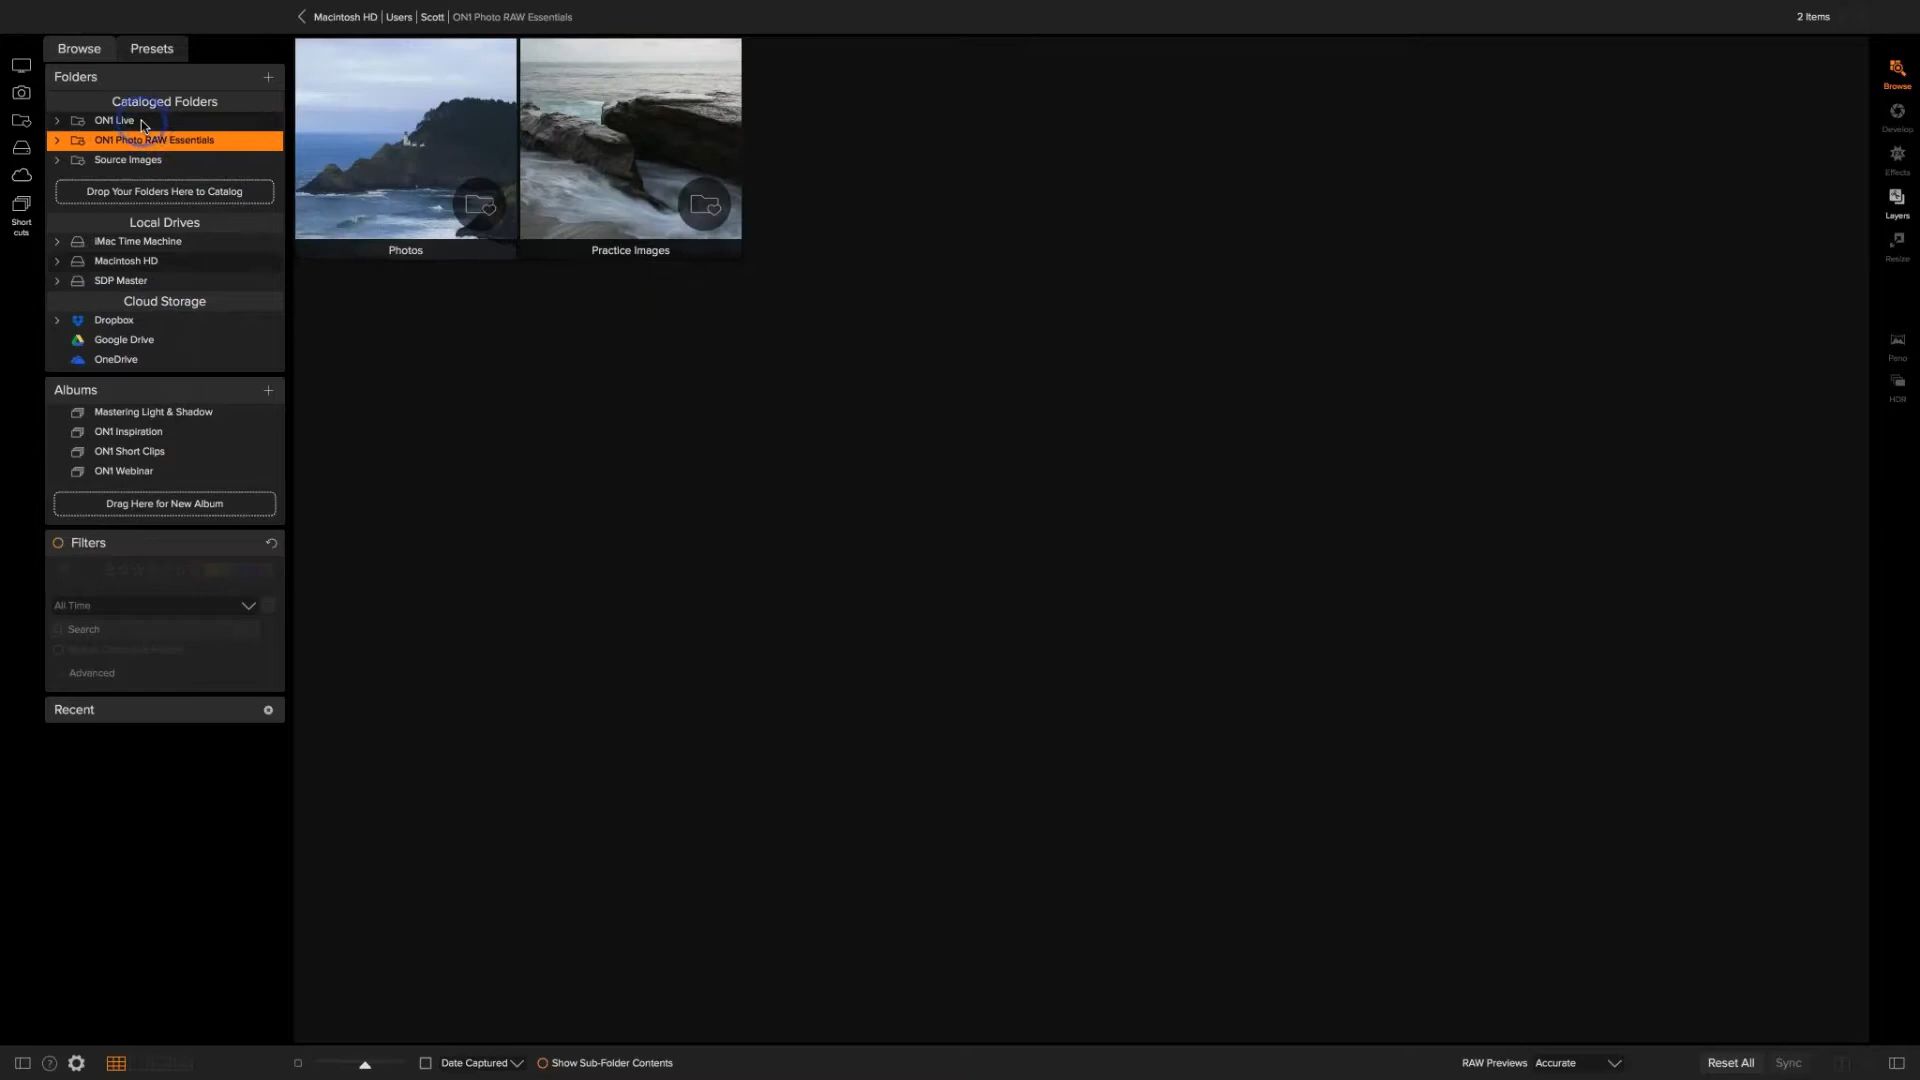 Macintosh HD | Users | Scott | ON1 Photo RAW Essentials
2 Items
Browse
Presets
Folders
Cataloged Folders
ON1 Live
ON1 Photo RAW Essentials
Source Images
Drop Your Folders Here to Catalog
Local Drives
iMac Time Machine
Macintosh HD
SDP Master
Cloud Storage
Dropbox
Google Drive
OneDrive
Albums
Mastering Light & Shadow
ON1 Inspiration
ON1 Short Clips
ON1 Webinar
Drag Here for New Album
Filters
All Time
Search
Advanced
Recent
Short
cuts
Photos
Practice Images
Browse
Develop
Effects
Layers
Resize
Pano
HDR
Date Captured
Show Sub-Folder Contents
RAW Previews Accurate
Reset All
Sync